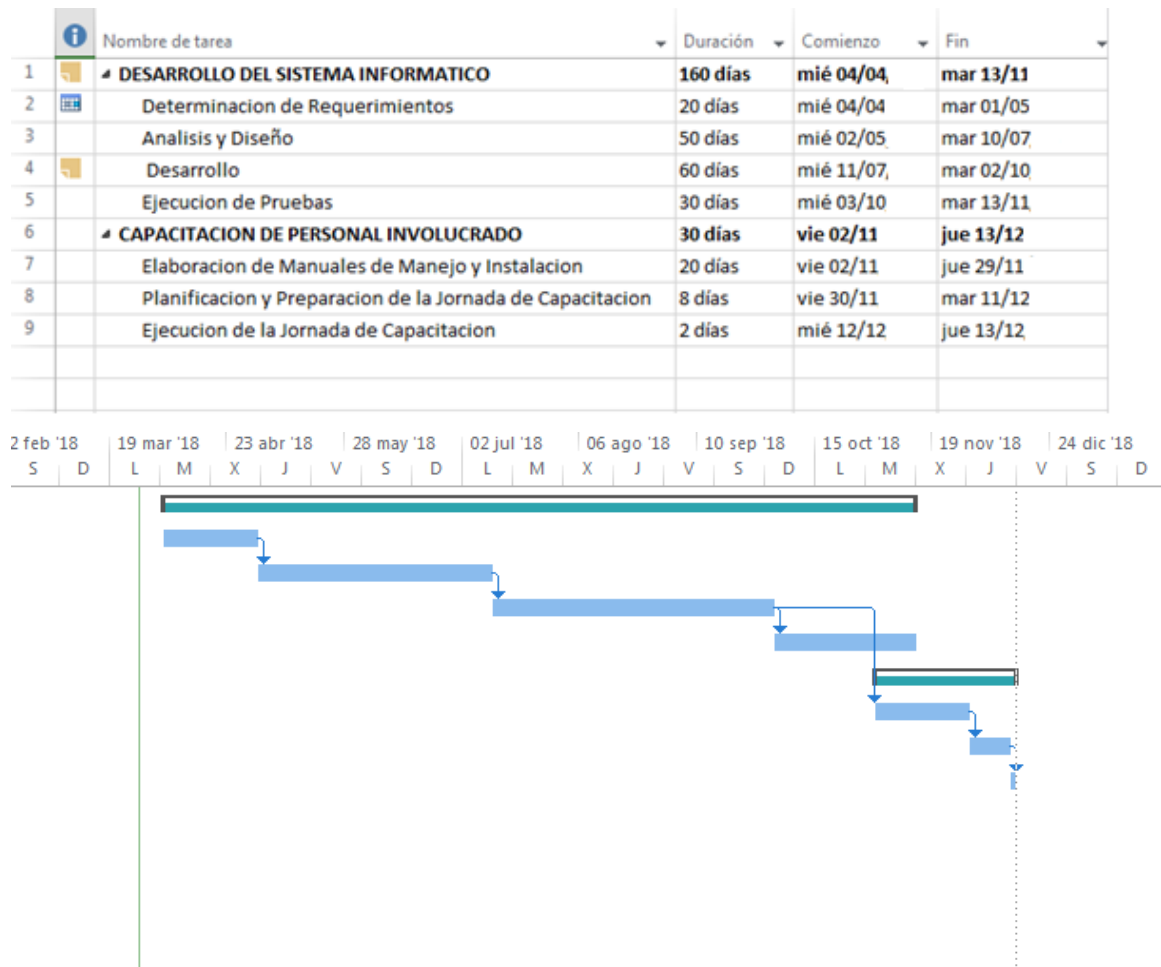 Nombre de tarea Duración Comienzo Fin
1 DESARROLLO DEL SISTEMA INFORMATICO 160 días mié 04/04, mar 13/11
2 Determinacion de Requerimientos 20 días mié 04/04 mar 01/05
3 Analisis y Diseño 50 días mié 02/05 mar 10/07
4 Desarrollo 60 días mié 11/07, mar 02/10
5 Ejecucion de Pruebas 30 días mié 03/10 mar 13/11
6 CAPACITACION DE PERSONAL INVOLUCRADO 30 días vie 02/11 jue 13/12
7 Elaboracion de Manuales de Manejo y Instalacion 20 días vie 02/11 jue 29/11
8 Planificacion y Preparacion de la Jornada de Capacitacion 8 días vie 30/11 mar 11/12
9 Ejecucion de la Jornada de Capacitacion 2 días mié 12/12 jue 13/12
2 feb '18 19 mar '18 23 abr '18 28 may '18 02 jul '18 06 ago '18 10 sep '18 15 oct '18 19 nov '18 24 dic '18
S D L M X J V S D L M X J V S D L M X J V S D